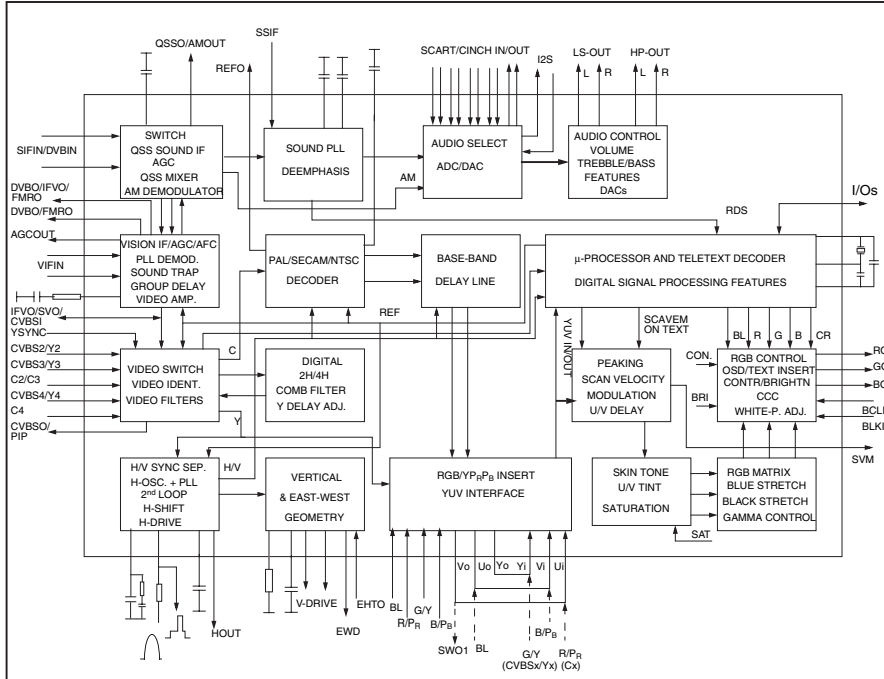 QSSO/AMOUT
SSIF
REFO
SCART/CINCH IN/OUT
I2S
LS-OUT
HP-OUT
L
R
L
R
SIFIN/DVBIN
SWITCH
QSS SOUND IF
AGC
QSS MIXER
AM DEMODULATOR
SOUND PLL
DEEMPHASIS
AUDIO SELECT
ADC/DAC
AUDIO CONTROL
VOLUME
TREBBLE/BASS
FEATURES
DACs
AM
RDS
I/Os
DVBO/IFVO/
FMRO
DVBO/FMRO
AGCOUT
VIFIN
VISION IF/AGC/AFC
PLL DEMOD.
SOUND TRAP
GROUP DELAY
VIDEO AMP.
PAL/SECAM/NTSC
DECODER
BASE-BAND
DELAY LINE
μ-PROCESSOR AND TELETEXT DECODER
DIGITAL SIGNAL PROCESSING FEATURES
IFVO/SVO/
CVBSI
YSYNC
CVBS2/Y2
CVBS3/Y3
C2/C3
CVBS4/Y4
C4
CVBSO/
PIP
VIDEO SWITCH
VIDEO IDENT.
VIDEO FILTERS
C
Y
REF
DIGITAL
2H/4H
COMB FILTER
Y DELAY ADJ.
YUV IN/OUT
SCAVEM
ON TEXT
PEAKING
SCAN VELOCITY
MODULATION
U/V DELAY
BL
R
G
B
CR
CON.
BRI
RGB CONTROL
OSD/TEXT INSERT
CONTR/BRIGHTN
CCC
WHITE-P. ADJ.
RO
GO
BO
BCLI
BLKI
SVM
H/V SYNC SEP.
H-OSC. + PLL
2nd LOOP
H-SHIFT
H-DRIVE
H/V
VERTICAL
& EAST-WEST
GEOMETRY
RGB/YPRPB INSERT
YUV INTERFACE
SKIN TONE
U/V TINT
SATURATION
RGB MATRIX
BLUE STRETCH
BLACK STRETCH
GAMMA CONTROL
SAT
HOUT
V-DRIVE
EWD
EHTO
BL
R/PR
G/Y
B/PB
Vo
Uo
Yo
Yi
Vi
Ui
SWO1
BL
B/PB
G/Y
(CVBSx/Yx)
R/PR
(Cx)